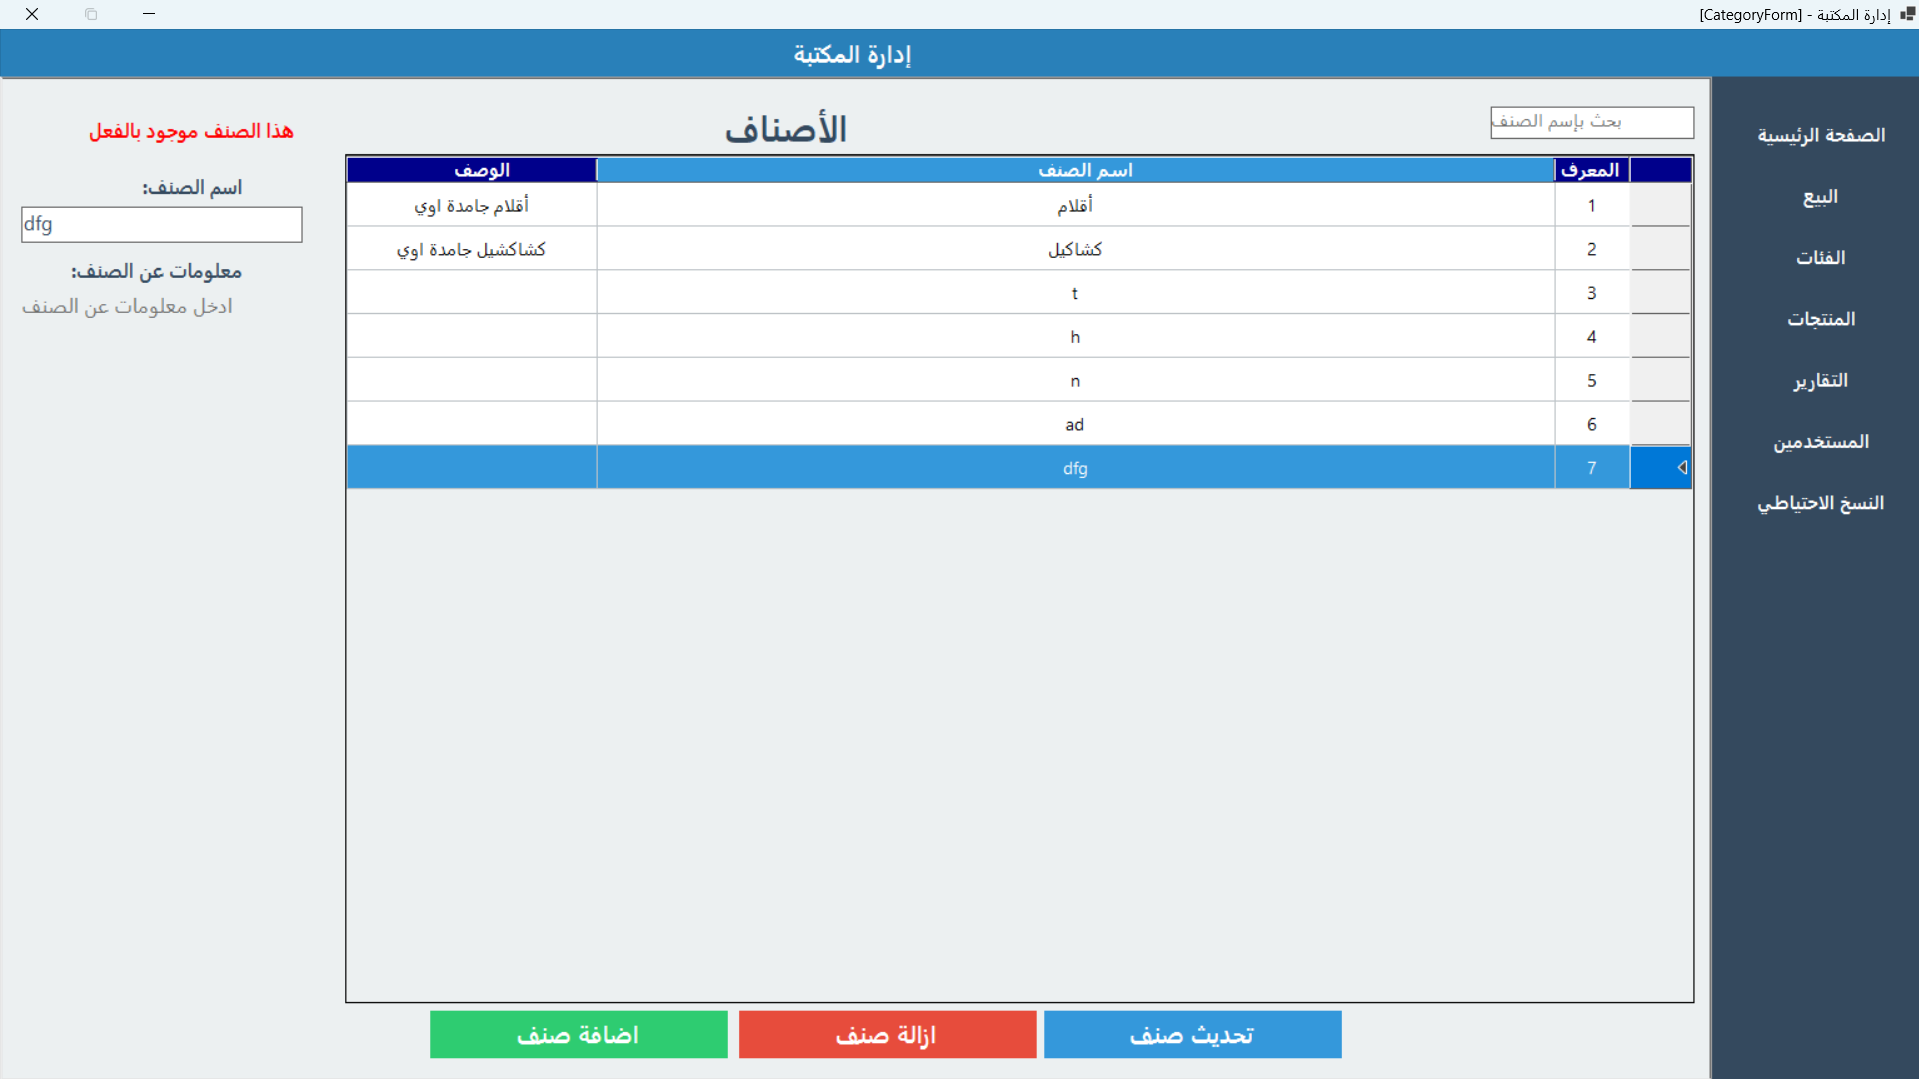 إدارة المكتبة - [CategoryForm]
إدارة المكتبة
الصفحة الرئيسية
البيع
الفئات
المنتجات
التقارير
المستخدمين
النسخ الاحتياطي
بحث بإسم الصنف
الأصناف
المعرف اسم الصنف الوصف
1 أقلام أقلام جامدة اوي
2 كشاكيل كشاكشيل جامدة اوي
3 t
4 h
5 n
6 ad
7 dfg
هذا الصنف موجود بالفعل
اسم الصنف:
dfg
معلومات عن الصنف:
ادخل معلومات عن الصنف
تحديث صنف
ازالة صنف
اضافة صنف